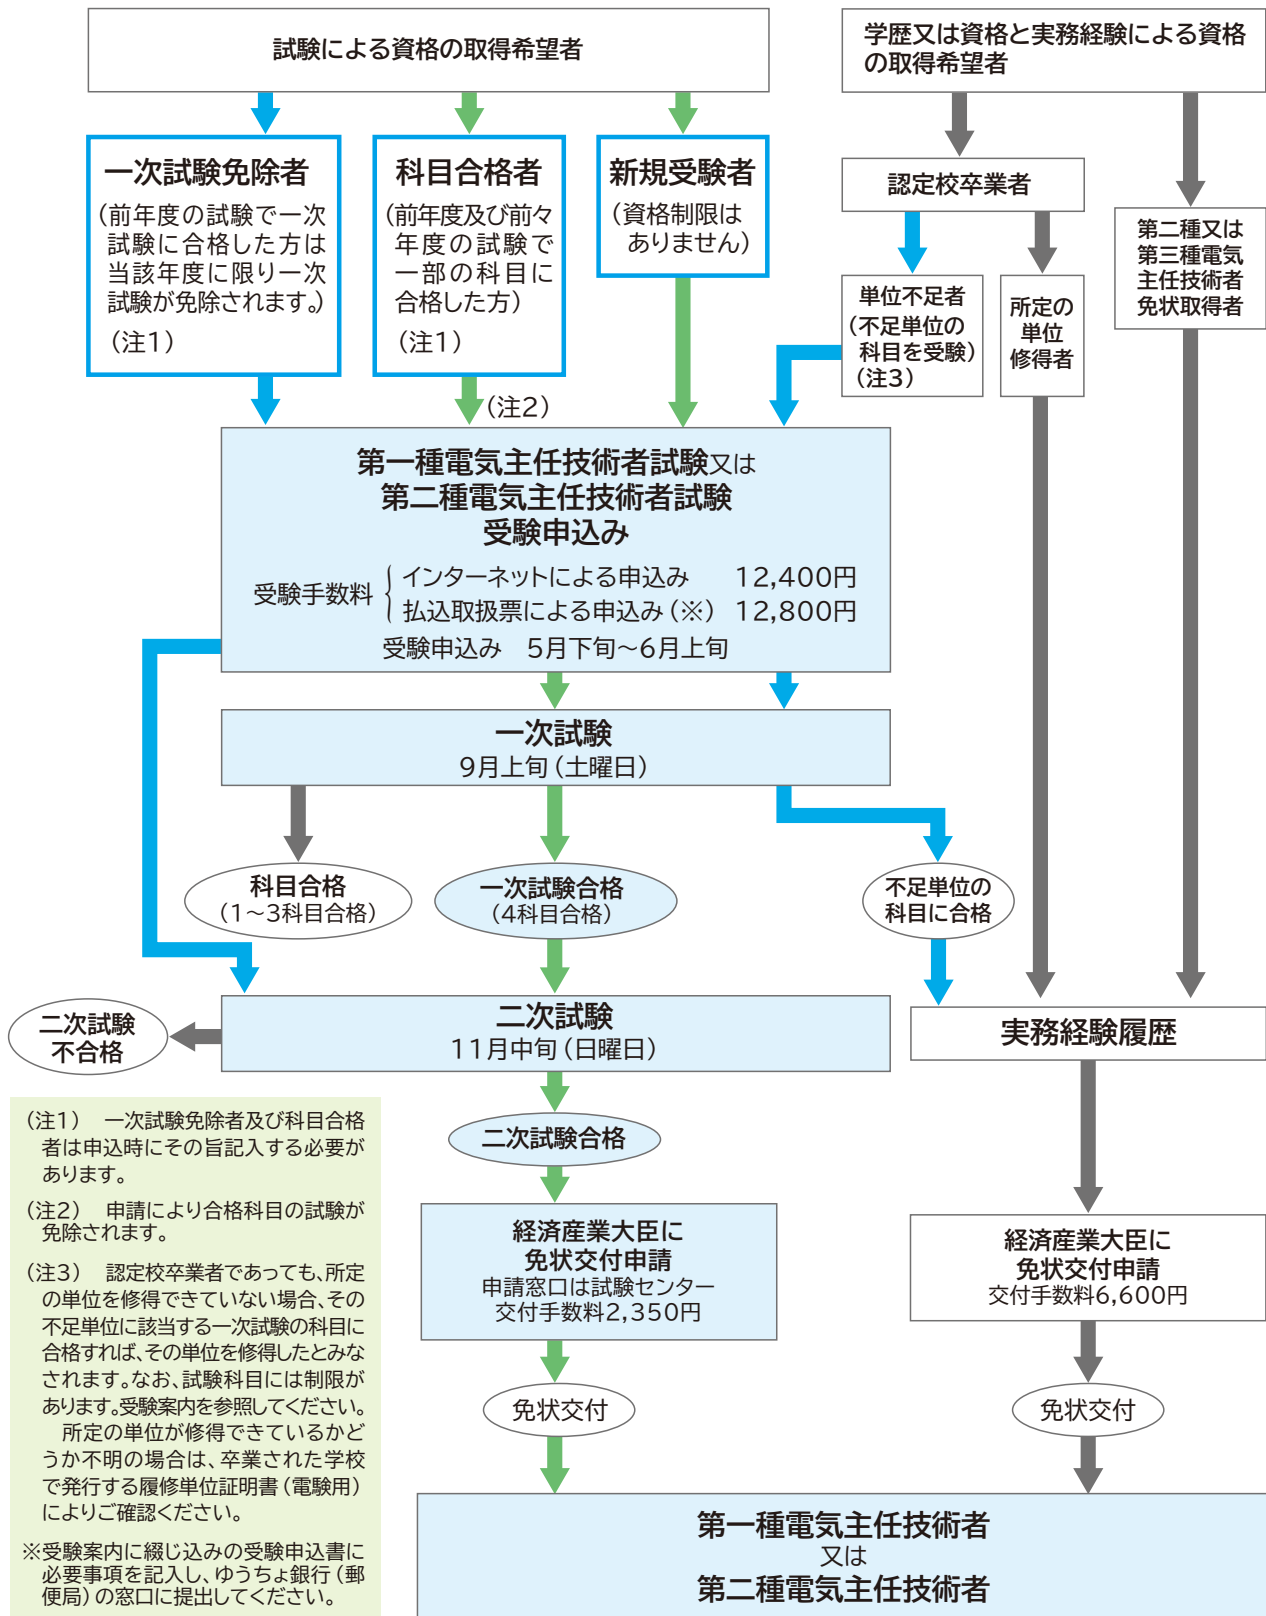 試験による資格の取得希望者
学歴又は資格と実務経験による資格
の取得希望者
一次試験免除者
(前年度の試験で一次
試験に合格した方は
当該年度に限り一次
試験が免除されます。)
(注1)
科目合格者
(前年度及び前々
年度の試験で
一部の科目に
合格した方)
(注1)
新規受験者
(資格制限は
ありません)
認定校卒業者
単位不足者
(不足単位の
科目を受験)
(注3)
所定の
単位
修得者
第二種又は
第三種電気
主任技術者
免状取得者
(注2)
第一種電気主任技術者試験又は
第二種電気主任技術者試験
受験申込み
受験手数料
インターネットによる申込み 12,400円
払込取扱票による申込み(※) 12,800円
受験申込み 5月下旬～6月上旬
一次試験
9月上旬(土曜日)
科目合格
(1～3科目合格)
一次試験合格
(4科目合格)
不足単位の
科目に合格
二次試験
不合格
二次試験
11月中旬(日曜日)
実務経験履歴
二次試験合格
経済産業大臣に
免状交付申請
申請窓口は試験センター
交付手数料2,350円
経済産業大臣に
免状交付申請
交付手数料6,600円
免状交付
免状交付
第一種電気主任技術者
又は
第二種電気主任技術者
(注1) 一次試験免除者及び科目合格
者は申込時にその旨記入する必要が
あります。
(注2) 申請により合格科目の試験が
免除されます。
(注3) 認定校卒業者であっても、所定
の単位を修得できていない場合、その
不足単位に該当する一次試験の科目に
合格すれば、その単位を修得したとみな
されます。なお、試験科目には制限が
あります。受験案内を参照してください。
所定の単位が修得できているかど
うか不明の場合は、卒業された学校
で発行する履修単位証明書(電験用)
によりご確認ください。
※受験案内に綴じ込みの受験申込書に
必要事項を記入し、ゆうちょ銀行(郵
便局)の窓口に提出してください。